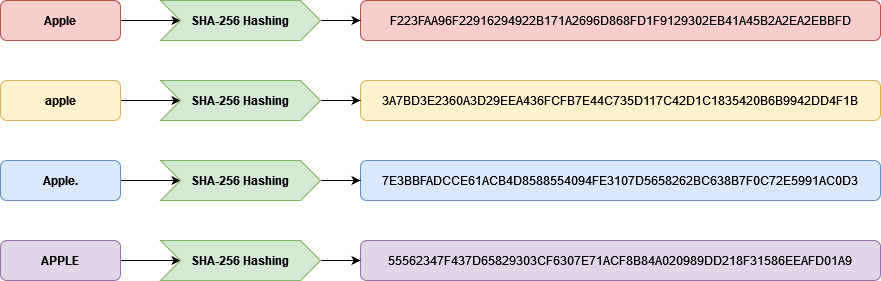 Apple SHA-256 Hashing F223FAA96F22916294922B171A2696D868FD1F9129302EB41A45B2A2EA2EBBFD
apple SHA-256 Hashing 3A7BD3E2360A3D29EEA436FCFB7E44C735D117C42D1C1835420B6B9942DD4F1B
Apple. SHA-256 Hashing 7E3BBFADCCE61ACB4D8588554094FE3107D5658262BC638B7F0C72E5991AC0D3
APPLE SHA-256 Hashing 55562347F437D65829303CF6307E71ACF8B84A020989DD218F31586EEAFD01A9